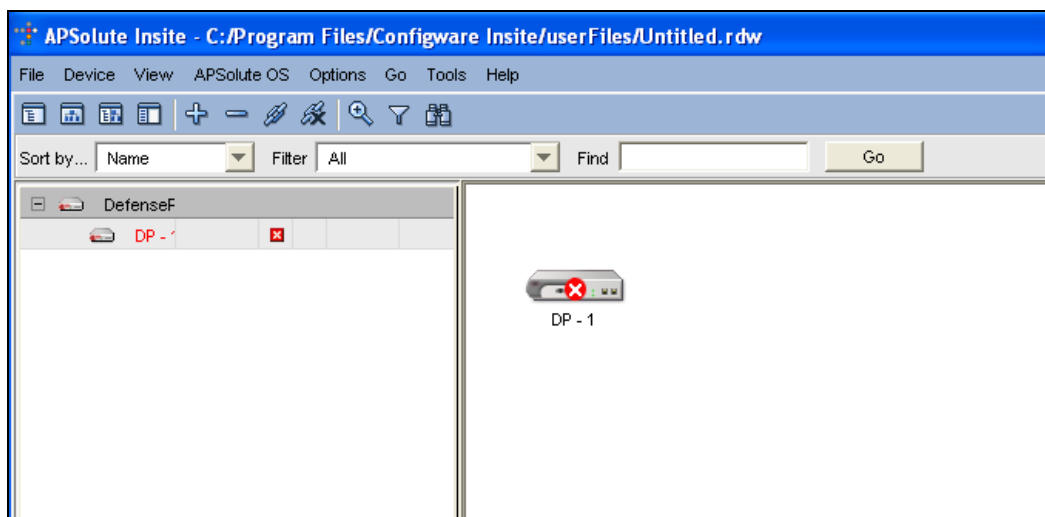 APSolute Insite - C:/Program Files/Configware Insite/userFiles/Untitled.rdw
File Device View APSolute OS Options Go Tools Help
Sort by... Name Filter All Find Go
DefenseF
DP -
DP - 1